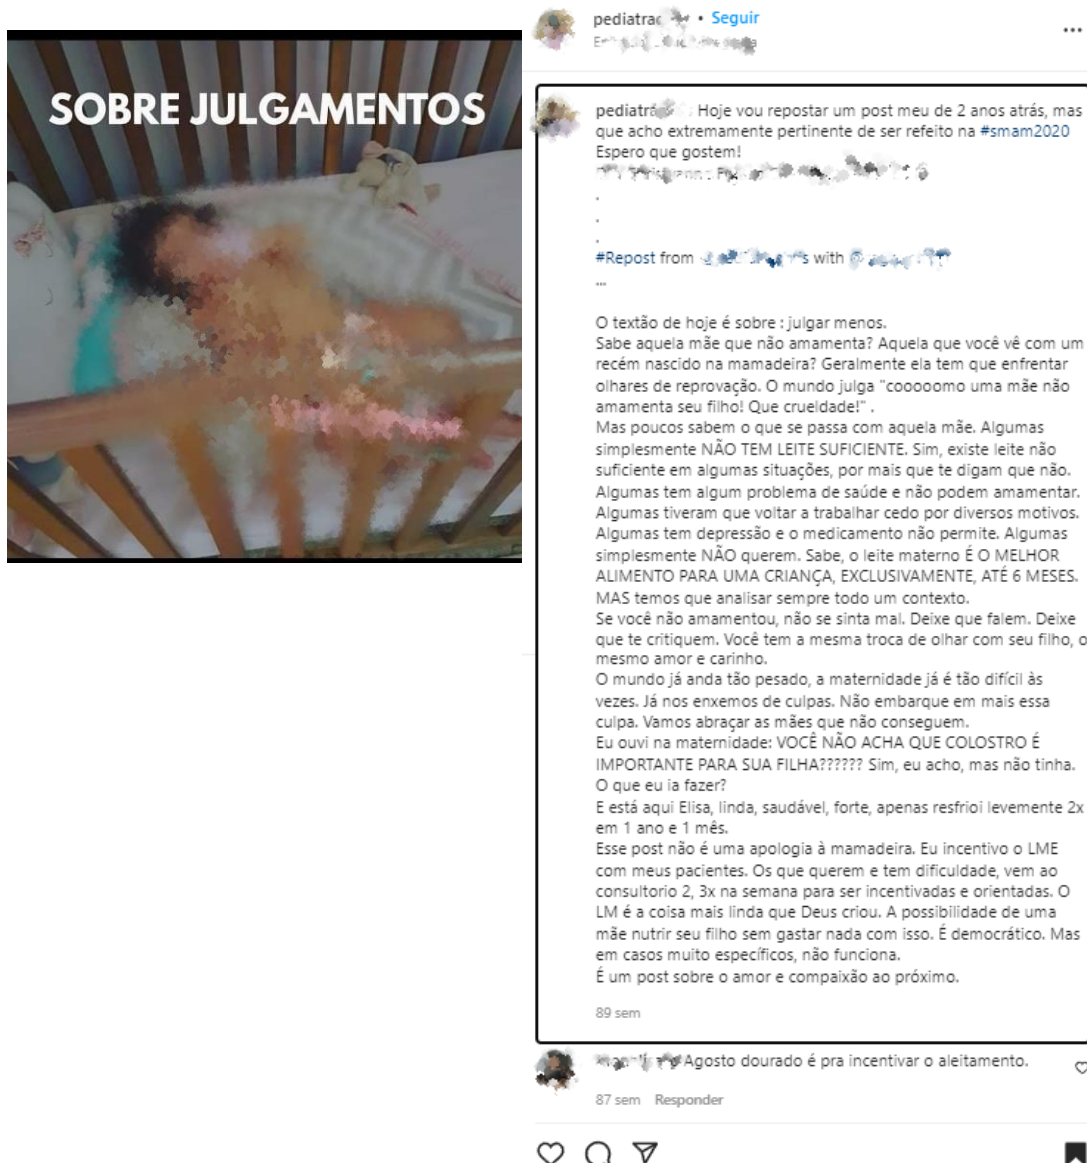 SOBRE JULGAMENTOS
pediatra • Seguir
Hoje vou repostar um post meu de 2 anos atrás, mas
que acho extremamente pertinente de ser refeito na #smam2020
Espero que gostem!
.
.
.
#Repost from with
...
O textão de hoje é sobre : julgar menos.
Sabe aquela mãe que não amamenta? Aquela que você vê com um
recém nascido na mamadeira? Geralmente ela tem que enfrentar
olhares de reprovação. O mundo julga "cooooomo uma mãe não
amamenta seu filho! Que crueldade!" .
Mas poucos sabem o que se passa com aquela mãe. Algumas
simplesmente NÃO TEM LEITE SUFICIENTE. Sim, existe leite não
suficiente em algumas situações, por mais que te digam que não.
Algumas tem algum problema de saúde e não podem amamentar.
Algumas tiveram que voltar a trabalhar cedo por diversos motivos.
Algumas tem depressão e o medicamento não permite. Algumas
simplesmente NÃO querem. Sabe, o leite materno É O MELHOR
ALIMENTO PARA UMA CRIANÇA, EXCLUSIVAMENTE, ATÉ 6 MESES.
MAS temos que analisar sempre todo um contexto.
Se você não amamentou, não se sinta mal. Deixe que falem. Deixe
que te critiquem. Você tem a mesma troca de olhar com seu filho, o
mesmo amor e carinho.
O mundo já anda tão pesado, a maternidade já é tão difícil às
vezes. Já nos enxemos de culpas. Não embarque em mais essa
culpa. Vamos abraçar as mães que não conseguem.
Eu ouvi na maternidade: VOCÊ NÃO ACHA QUE COLOSTRO É
IMPORTANTE PARA SUA FILHA?????? Sim, eu acho, mas não tinha.
O que eu ia fazer?
E está aqui Elisa, linda, saudável, forte, apenas resfrioi levemente 2x
em 1 ano e 1 mês.
Esse post não é uma apologia à mamadeira. Eu incentivo o LME
com meus pacientes. Os que querem e tem dificuldade, vem ao
consultorio 2, 3x na semana para ser incentivadas e orientadas. O
LM é a coisa mais linda que Deus criou. A possibilidade de uma
mãe nutrir seu filho sem gastar nada com isso. É democrático. Mas
em casos muito específicos, não funciona.
É um post sobre o amor e compaixão ao próximo.
89 sem
Agosto dourado é pra incentivar o aleitamento.
87 sem Responder